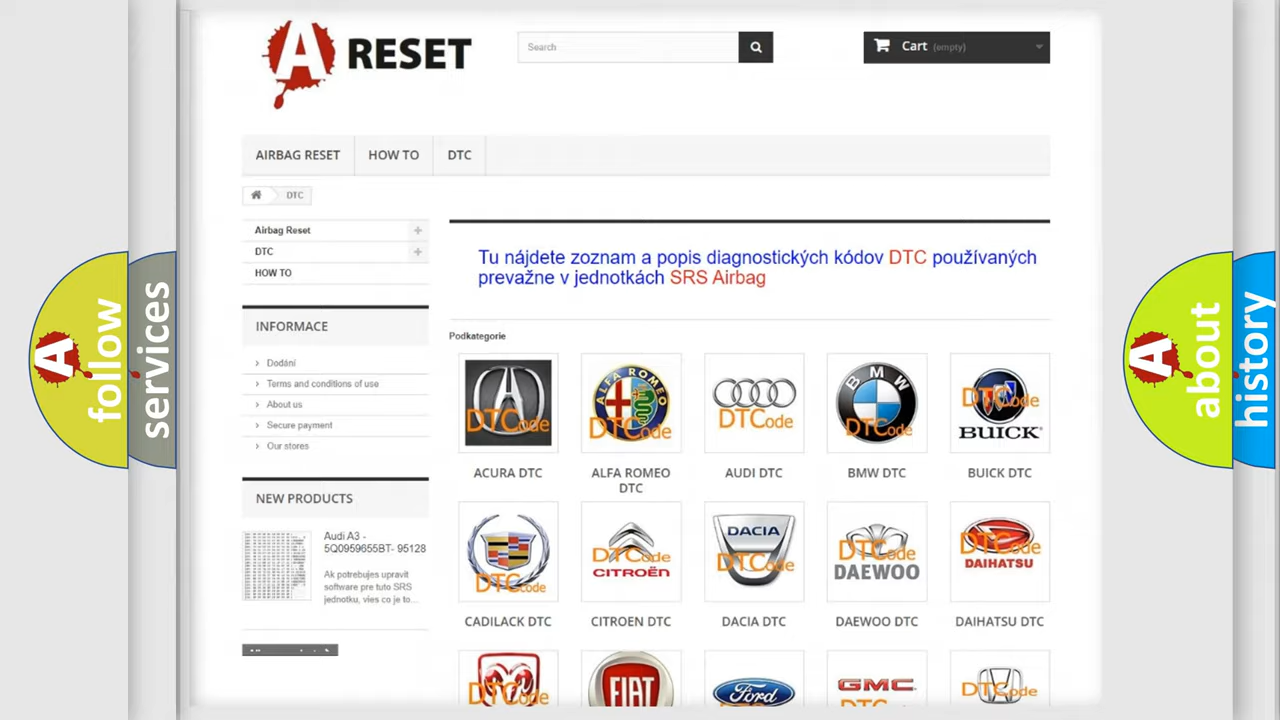 A RESET
Search
Cart (empty)
AIRBAG RESET
HOW TO
DTC
DTC
Airbag Reset
DTC
HOW TO
Tu nájdete zoznam a popis diagnostických kódov DTC používaných
prevažne v jednotkách SRS Airbag
INFORMACE
Dodání
Terms and conditions of use
About us
Secure payment
Our stores
Podkategorie
DTCode
ALFA ROMEO
DTCode
DTCode
BMW
DTCode
DTCode
BUICK
ACURA DTC
ALFA ROMEO
DTC
AUDI DTC
BMW DTC
BUICK DTC
NEW PRODUCTS
Audi A3 -
5Q0959655BT- 95128
Ak potrebujes upravit
software pre tuto SRS
jednotku, vies co je to...
DTCode
DTCode
CITROËN
DACIA
DTCode
DTCode
DAEWOO
DTCode
DAIHATSU
CADILACK DTC
CITROEN DTC
DACIA DTC
DAEWOO DTC
DAIHATSU DTC
DTCode
FIAT
Ford
GMC
DTCode
A follow
services
A about
history